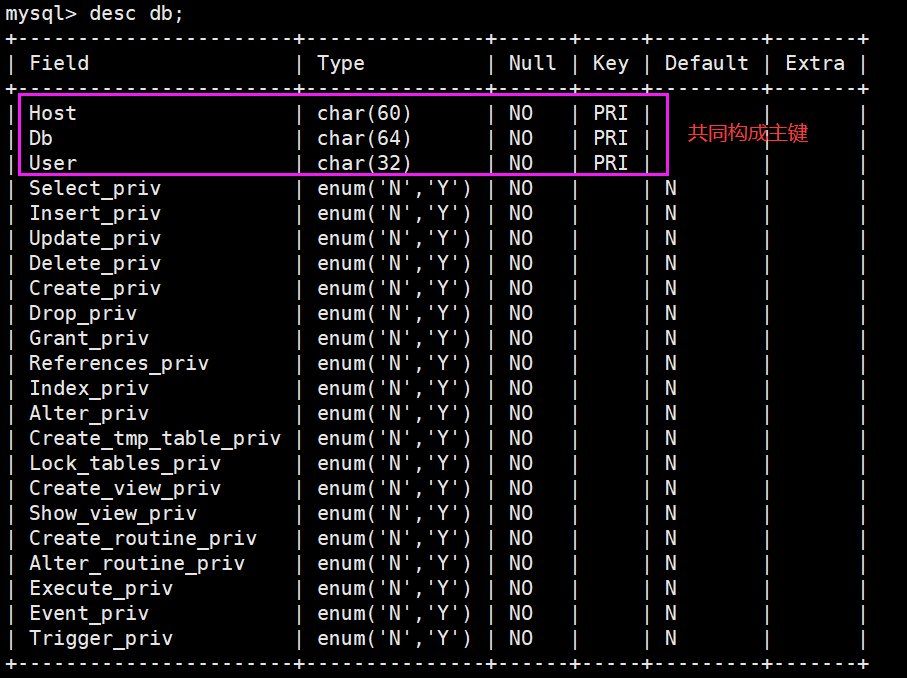 mysql> desc db;
+-----------------------+---------------+------+-----+---------+-------+
| Field                 | Type          | Null | Key | Default | Extra |
+-----------------------+---------------+------+-----+---------+-------+
| Host                  | char(60)      | NO   | PRI |         |       |
| Db                    | char(64)      | NO   | PRI |         |       |
共同构成主键
| User                  | char(32)      | NO   | PRI |         |       |
| Select_priv           | enum('N','Y') | NO   |     | N       |       |
| Insert_priv           | enum('N','Y') | NO   |     | N       |       |
| Update_priv           | enum('N','Y') | NO   |     | N       |       |
| Delete_priv           | enum('N','Y') | NO   |     | N       |       |
| Create_priv           | enum('N','Y') | NO   |     | N       |       |
| Drop_priv             | enum('N','Y') | NO   |     | N       |       |
| Grant_priv            | enum('N','Y') | NO   |     | N       |       |
| References_priv       | enum('N','Y') | NO   |     | N       |       |
| Index_priv            | enum('N','Y') | NO   |     | N       |       |
| Alter_priv            | enum('N','Y') | NO   |     | N       |       |
| Create_tmp_table_priv | enum('N','Y') | NO   |     | N       |       |
| Lock_tables_priv      | enum('N','Y') | NO   |     | N       |       |
| Create_view_priv      | enum('N','Y') | NO   |     | N       |       |
| Show_view_priv        | enum('N','Y') | NO   |     | N       |       |
| Create_routine_priv   | enum('N','Y') | NO   |     | N       |       |
| Alter_routine_priv    | enum('N','Y') | NO   |     | N       |       |
| Execute_priv          | enum('N','Y') | NO   |     | N       |       |
| Event_priv            | enum('N','Y') | NO   |     | N       |       |
| Trigger_priv          | enum('N','Y') | NO   |     | N       |       |
+-----------------------+---------------+------+-----+---------+-------+